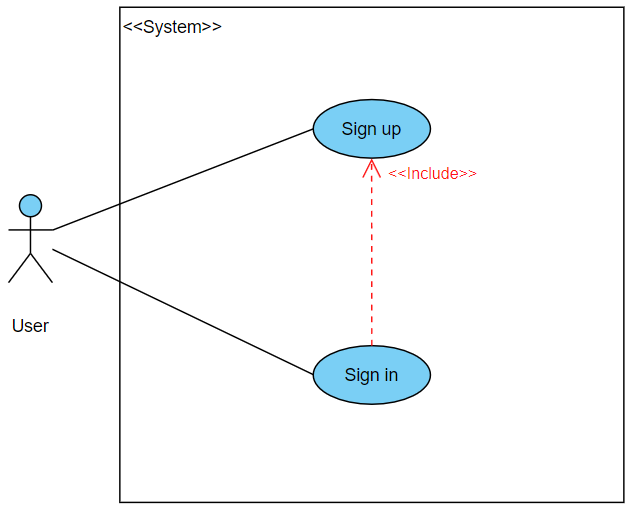 <<System>>
Sign up
<<Include>>
User
Sign in